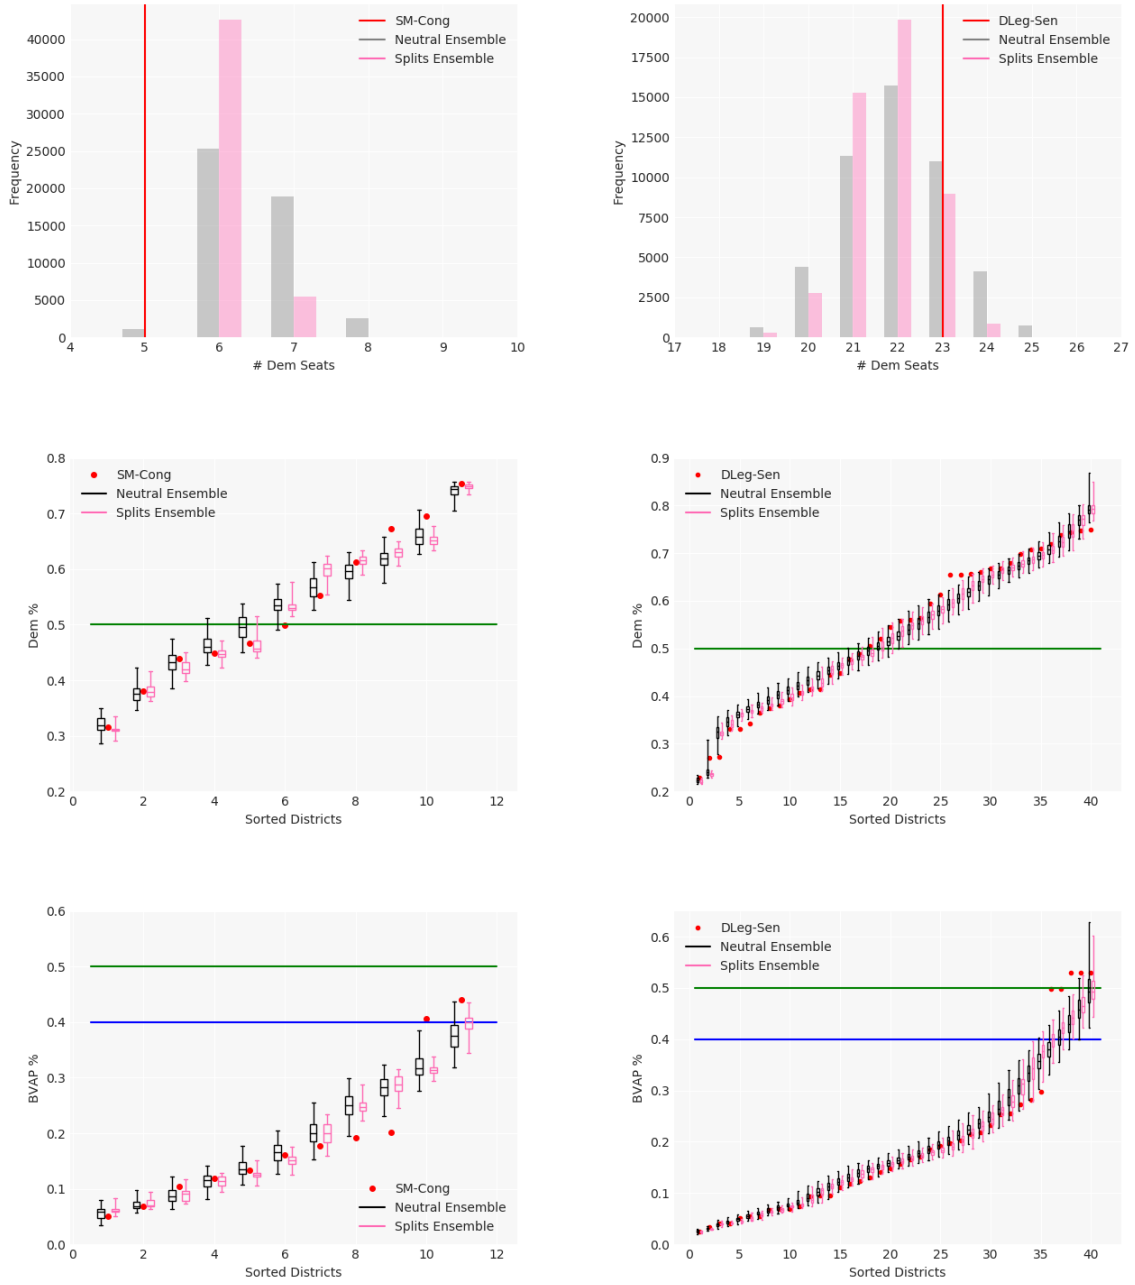 SM-Cong
Neutral Ensemble
Splits Ensemble
40000
35000
30000
25000
20000
15000
10000
5000
0
Frequency
4 5 6 7 8 9 10
# Dem Seats
DLeg-Sen
Neutral Ensemble
Splits Ensemble
20000
17500
15000
12500
10000
7500
5000
2500
0
Frequency
17 18 19 20 21 22 23 24 25 26 27
# Dem Seats
SM-Cong
Neutral Ensemble
Splits Ensemble
0.8
0.7
0.6
0.5
0.4
0.3
0.2
Dem %
0 2 4 6 8 10 12
Sorted Districts
DLeg-Sen
Neutral Ensemble
Splits Ensemble
0.9
0.8
0.7
0.6
0.5
0.4
0.3
0.2
Dem %
0 5 10 15 20 25 30 35 40
Sorted Districts
0.6
0.5
0.4
0.3
0.2
0.1
0.0
BVAP %
SM-Cong
Neutral Ensemble
Splits Ensemble
0 2 4 6 8 10 12
Sorted Districts
DLeg-Sen
Neutral Ensemble
Splits Ensemble
0.6
0.5
0.4
0.3
0.2
0.1
0.0
BVAP %
0 5 10 15 20 25 30 35 40
Sorted Districts